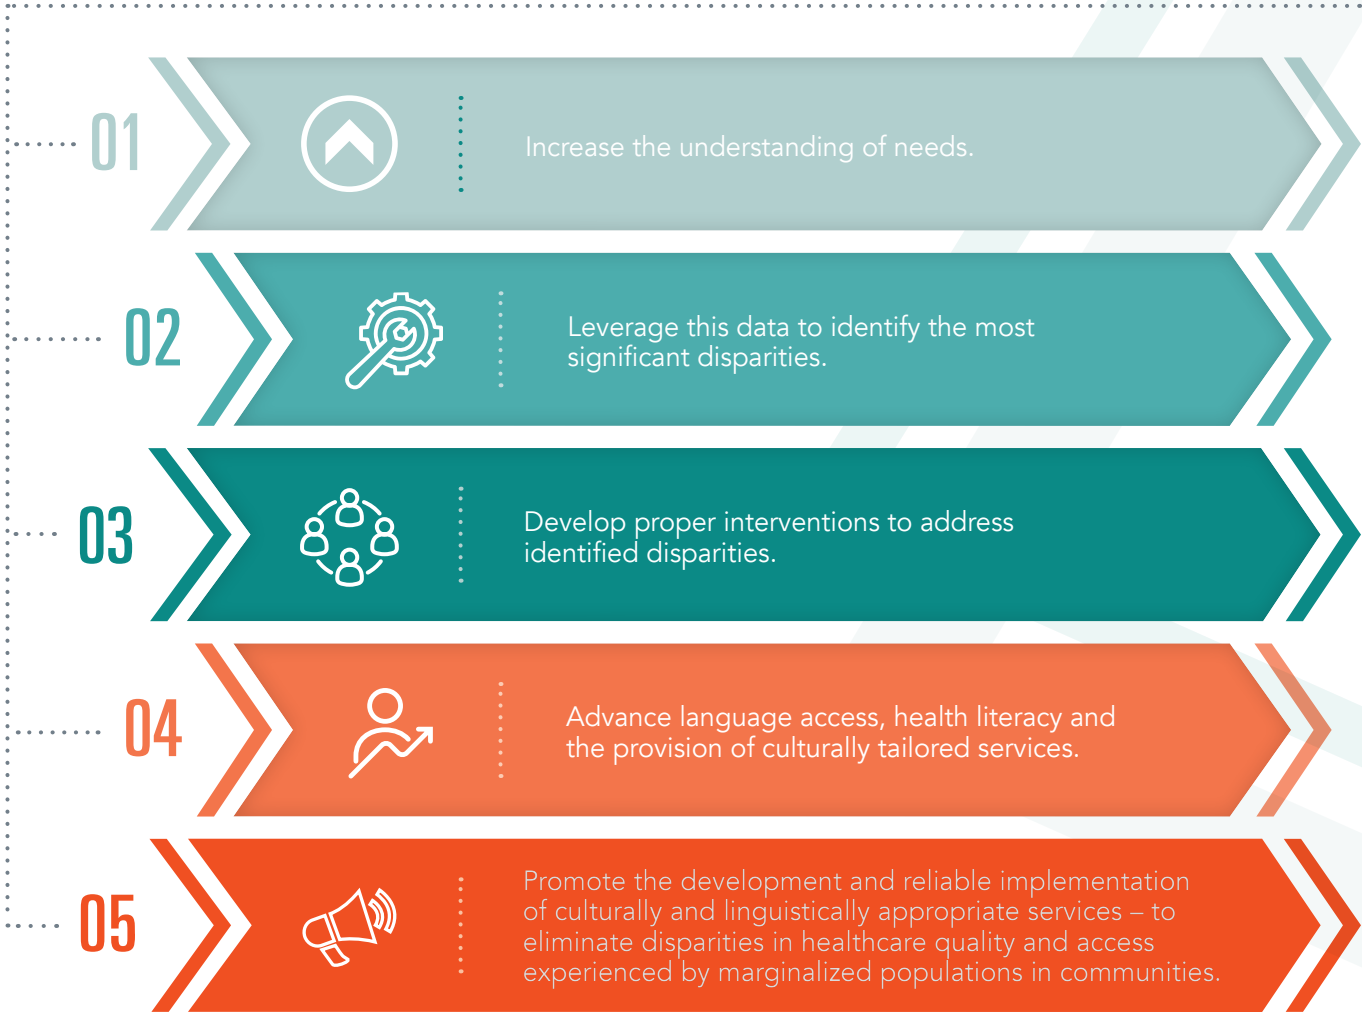 01
Increase the understanding of needs.
02
Leverage this data to identify the most
significant disparities.
03
Develop proper interventions to address
identified disparities.
04
Advance language access, health literacy and
the provision of culturally tailored services.
05
Promote the development and reliable implementation
of culturally and linguistically appropriate services – to
eliminate disparities in healthcare quality and access
experienced by marginalized populations in communities.